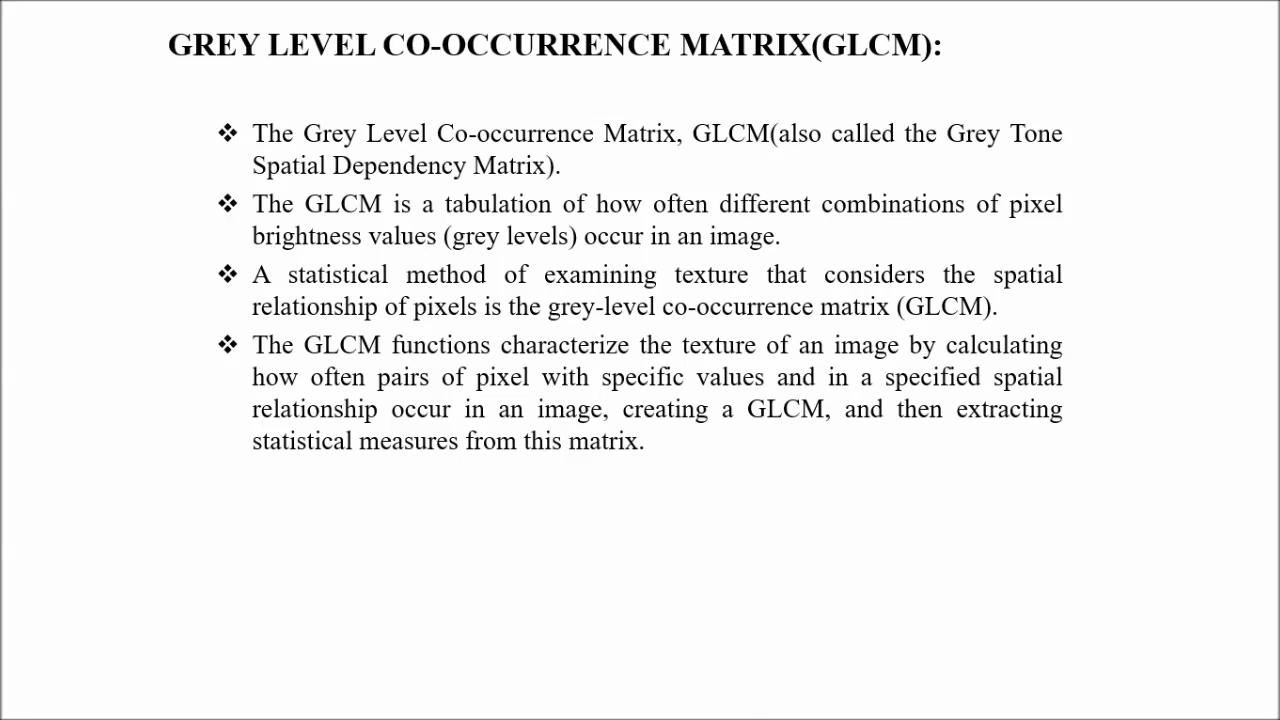 GREY LEVEL CO-OCCURRENCE MATRIX(GLCM):
❖ The Grey Level Co-occurrence Matrix, GLCM(also called the Grey Tone
Spatial Dependency Matrix).
❖ The GLCM is a tabulation of how often different combinations of pixel
brightness values (grey levels) occur in an image.
❖ A statistical method of examining texture that considers the spatial
relationship of pixels is the grey-level co-occurrence matrix (GLCM).
❖ The GLCM functions characterize the texture of an image by calculating
how often pairs of pixel with specific values and in a specified spatial
relationship occur in an image, creating a GLCM, and then extracting
statistical measures from this matrix.